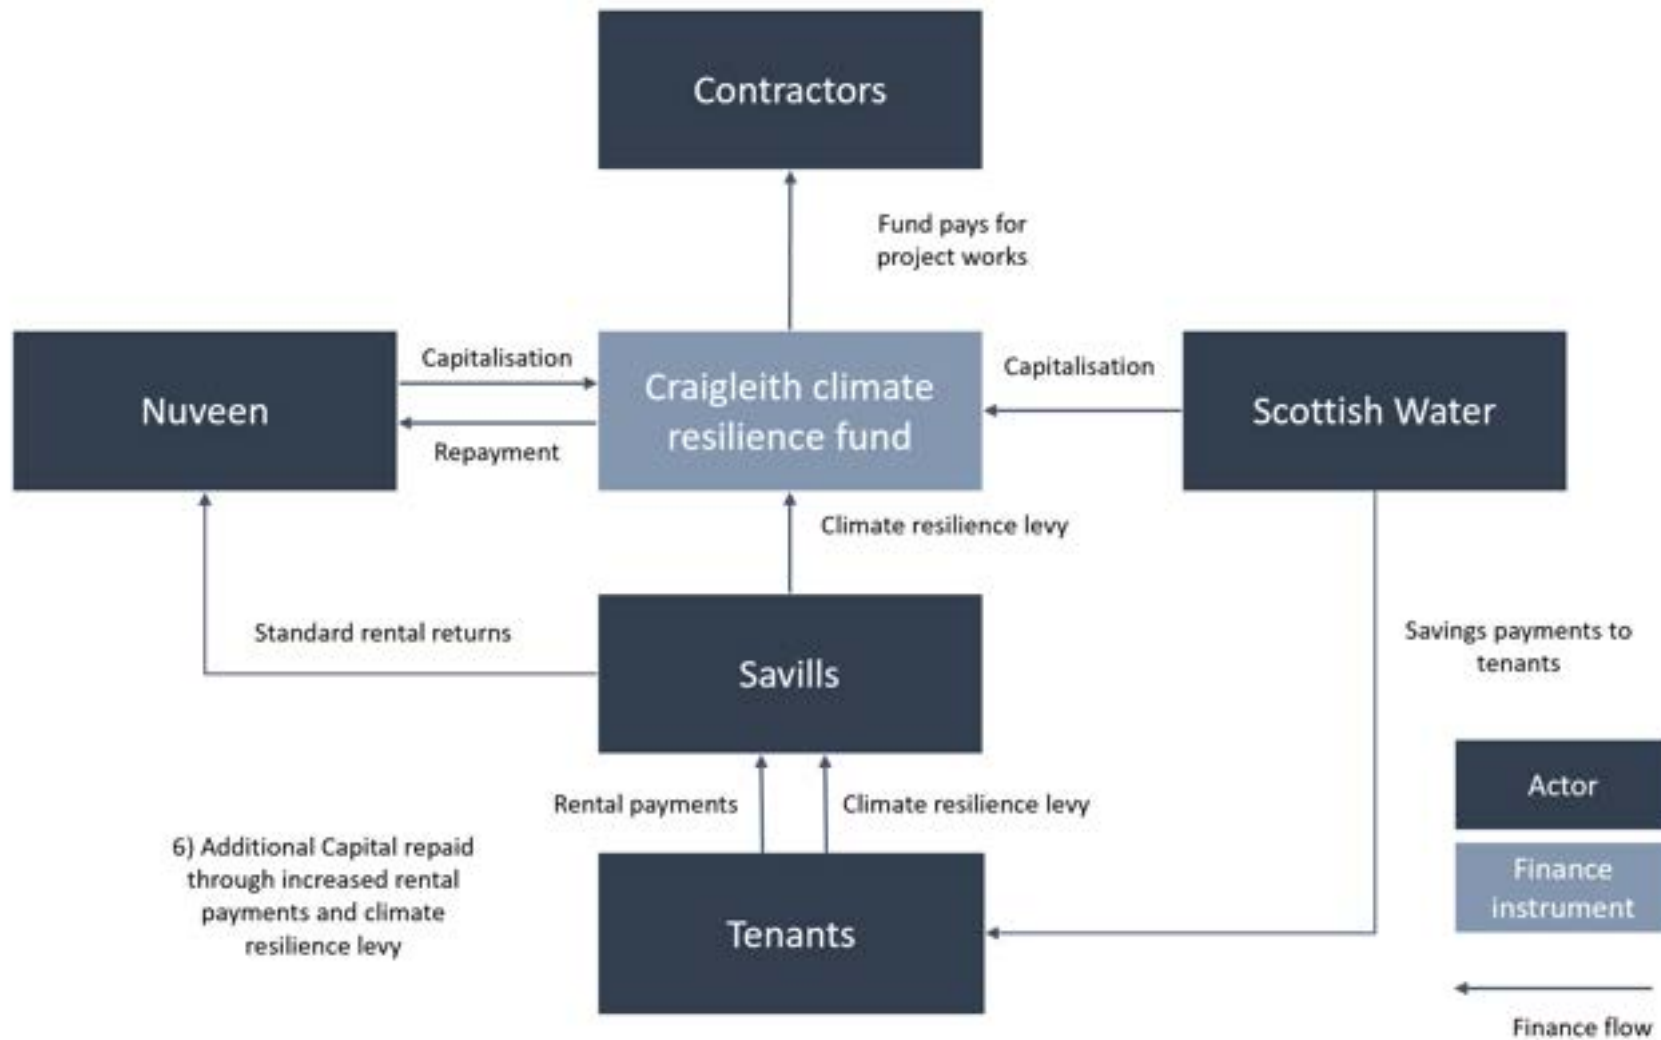 Contractors
Fund pays for
project works
Nuveen
Capitalisation
Repayment
Craigleith climate
resilience fund
Capitalisation
Scottish Water
Climate resilience levy
Standard rental returns
Savills
Savings payments to
tenants
Rental payments
Climate resilience levy
6) Additional Capital repaid
through increased rental
payments and climate
resilience levy
Tenants
Actor
Finance
instrument
Finance flow